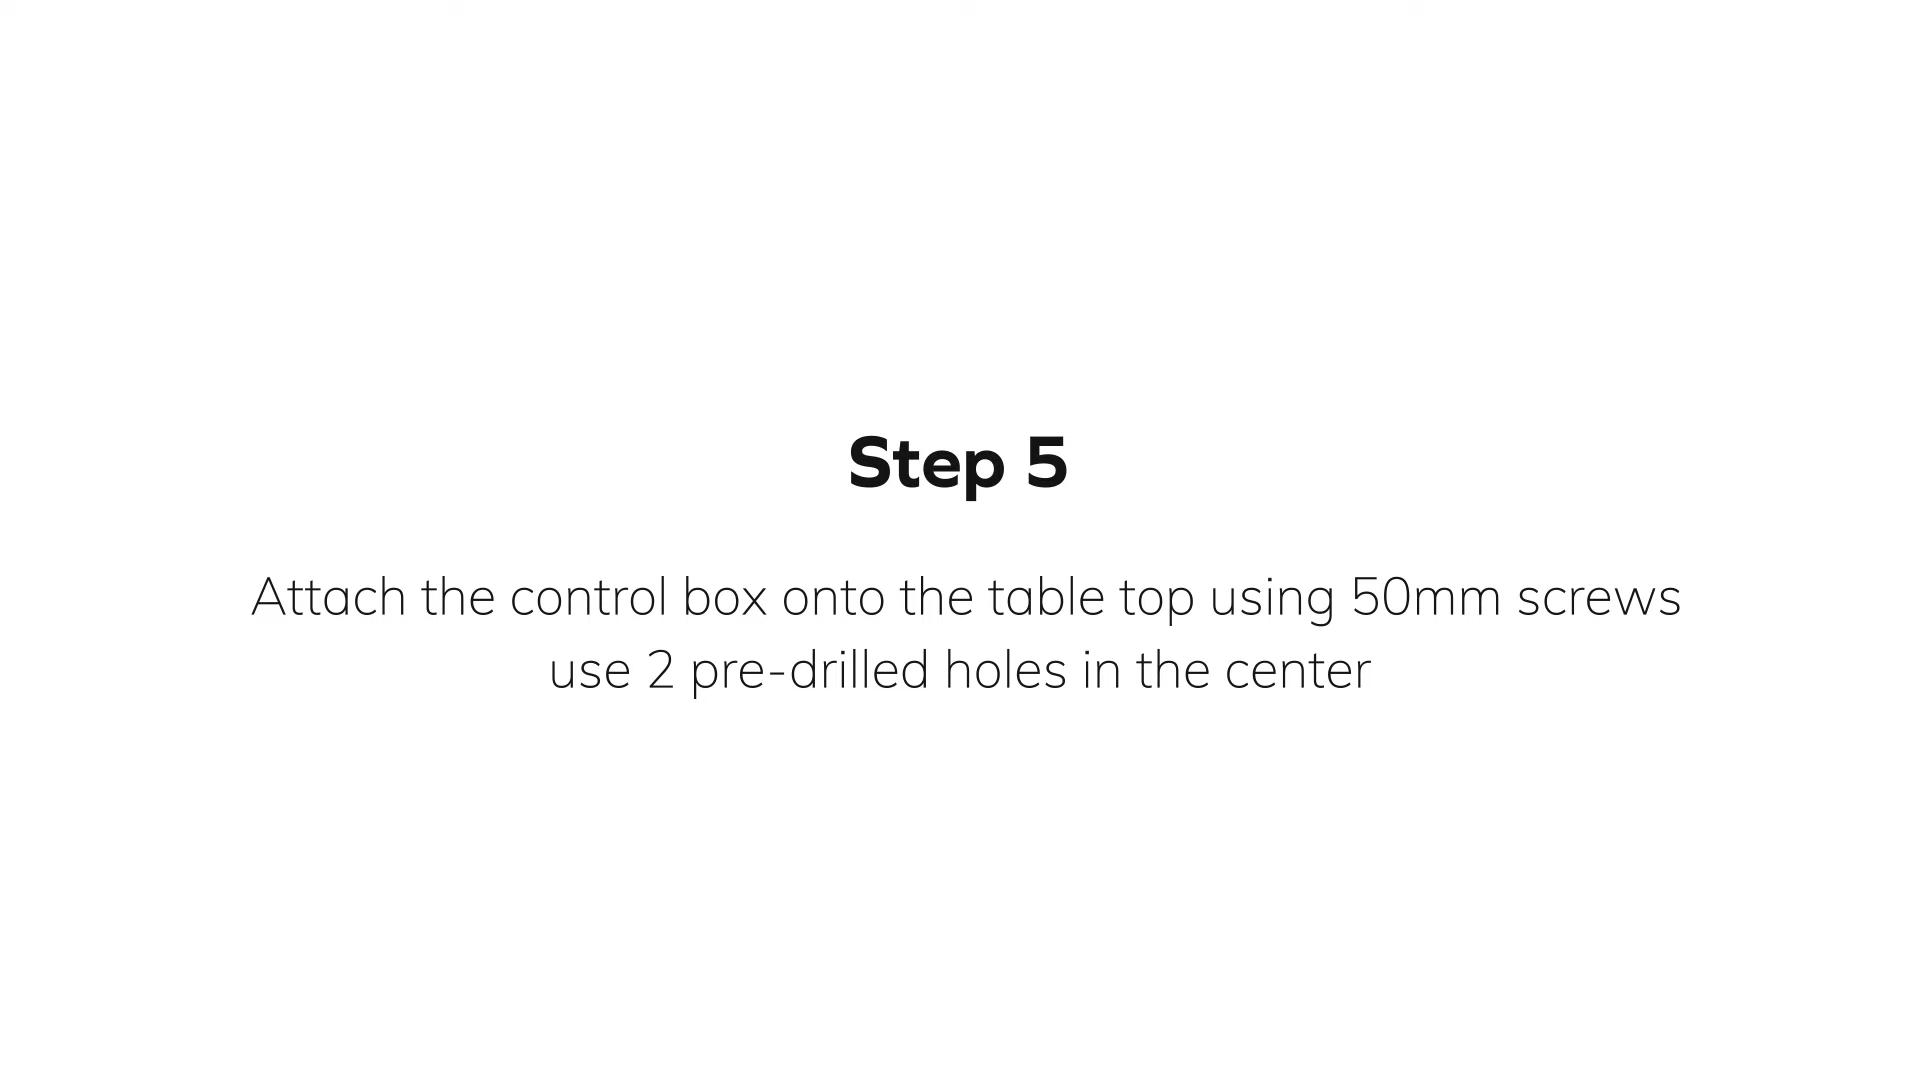 Step 5
Attach the control box onto the table top using 50mm screws
use 2 pre-drilled holes in the center